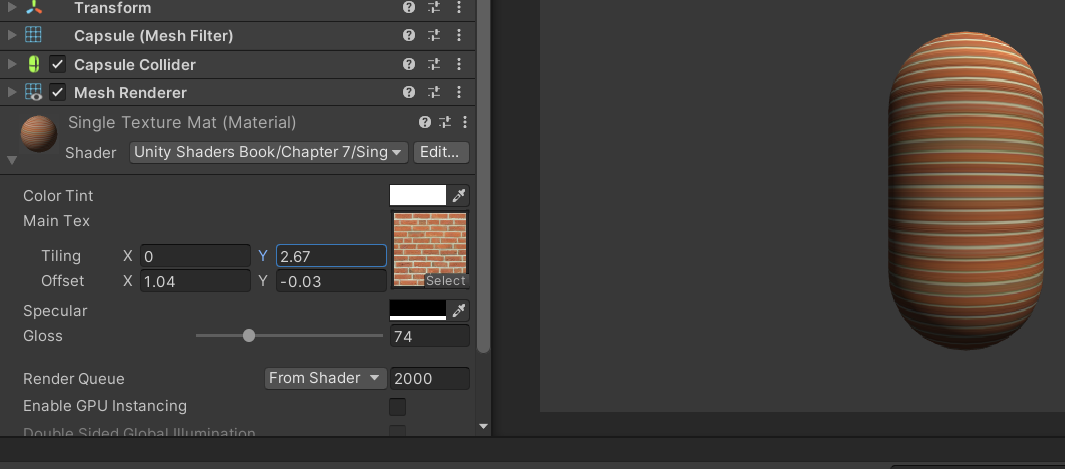 Transform
Capsule (Mesh Filter)
Capsule Collider
Mesh Renderer
Single Texture Mat (Material)
Shader Unity Shaders Book/Chapter 7/Sing Edit...
Color Tint
Main Tex
Tiling X 0 Y 2.67
Offset X 1.04 Y -0.03
Select
Specular
Gloss 74
Render Queue From Shader 2000
Enable GPU Instancing
Double Sided Global Illumination